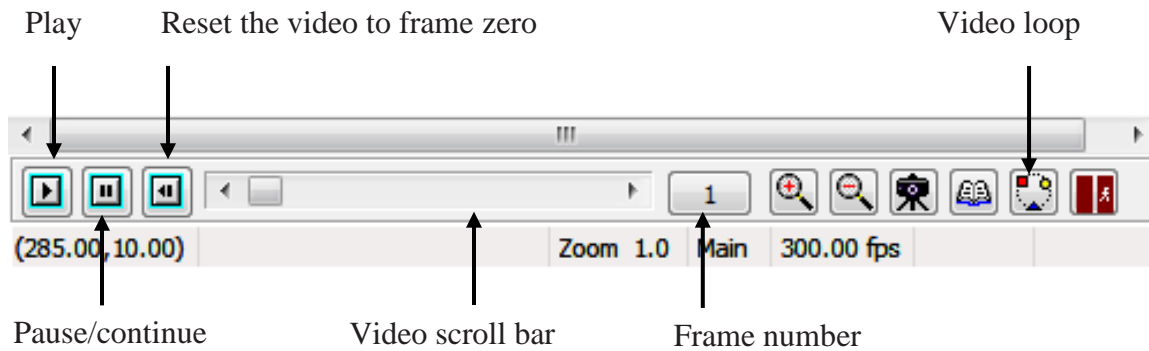 Play Reset the video to frame zero Video loop
1
(285.00,10.00) Zoom 1.0 Main 300.00 fps
Pause/continue Video scroll bar Frame number